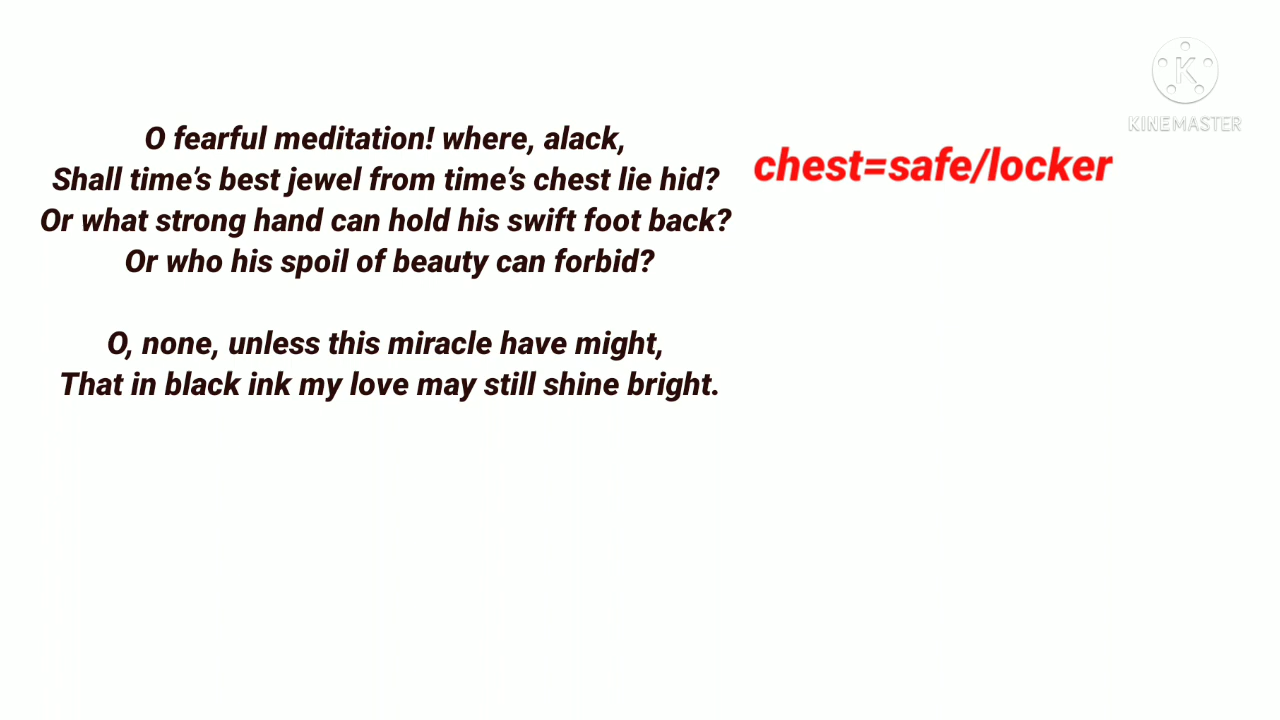 O fearful meditation! where, alack,
Shall time’s best jewel from time’s chest lie hid?
Or what strong hand can hold his swift foot back?
Or who his spoil of beauty can forbid?
O, none, unless this miracle have might,
That in black ink my love may still shine bright.
chest=safe/locker
K
KINEMASTER